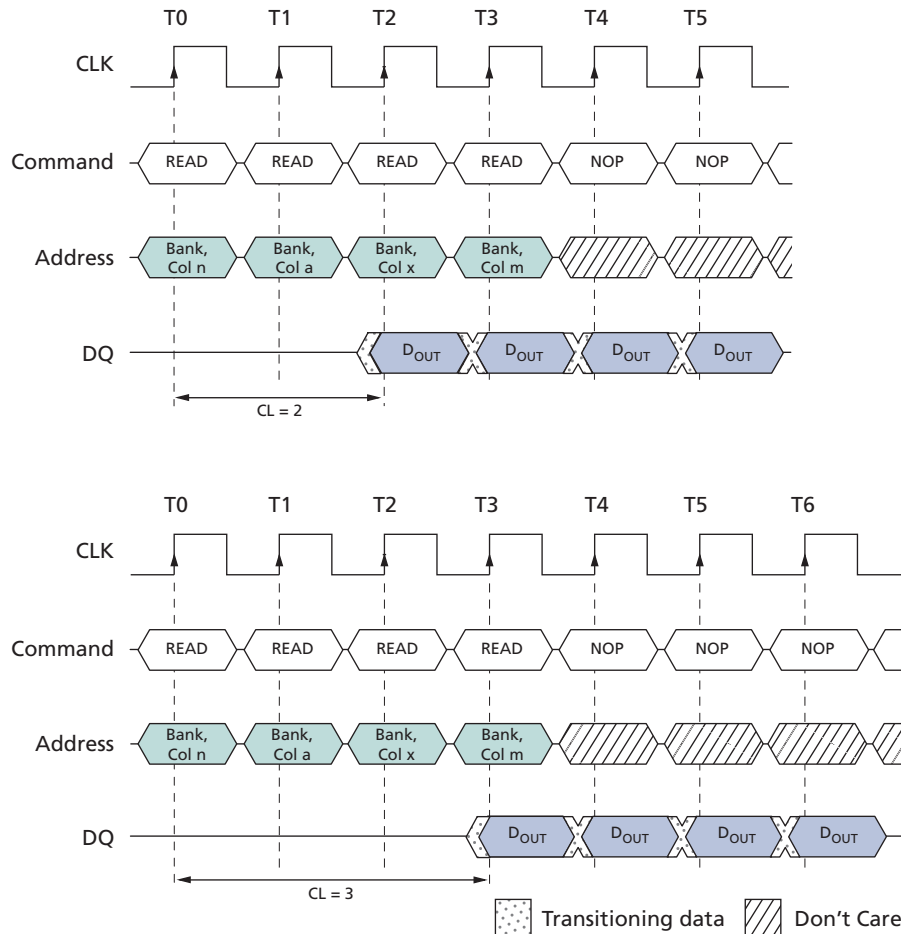 T0 T1 T2 T3 T4 T5
CLK
Command READ READ READ READ NOP NOP
Address Bank, Col n Bank, Col a Bank, Col x Bank, Col m
DQ DOUT DOUT DOUT DOUT
CL = 2
T0 T1 T2 T3 T4 T5 T6
CLK
Command READ READ READ READ NOP NOP NOP
Address Bank, Col n Bank, Col a Bank, Col x Bank, Col m
DQ DOUT DOUT DOUT DOUT
CL = 3
Transitioning data Don't Care